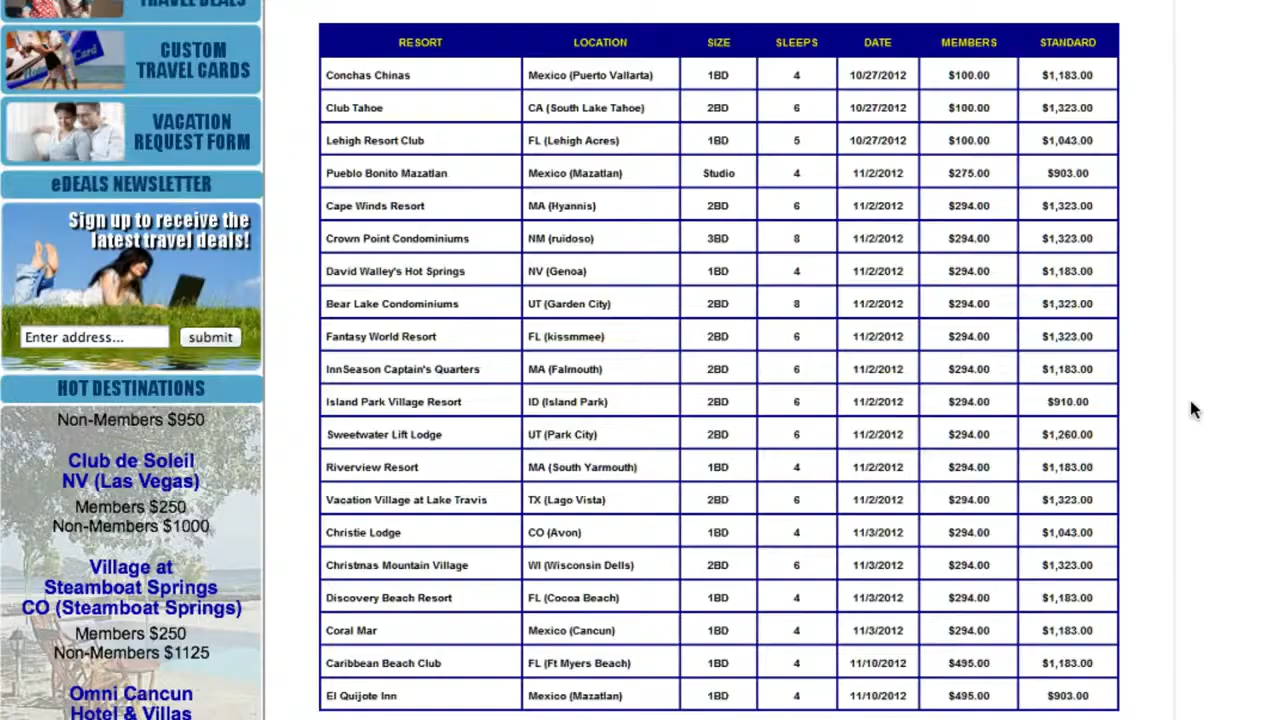 TRAVEL DEALS
CUSTOM
TRAVEL CARDS
VACATION
REQUEST FORM
eDEALS NEWSLETTER
Sign up to receive the
latest travel deals!
Enter address... submit
HOT DESTINATIONS
Non-Members $950
Club de Soleil
NV (Las Vegas)
Members $250
Non-Members $1000
Village at
Steamboat Springs
CO (Steamboat Springs)
Members $250
Non-Members $1125
Omni Cancun
Hotel & Villas
RESORT LOCATION SIZE SLEEPS DATE MEMBERS STANDARD
Conchas Chinas Mexico (Puerto Vallarta) 1BD 4 10/27/2012 $100.00 $1,183.00
Club Tahoe CA (South Lake Tahoe) 2BD 6 10/27/2012 $100.00 $1,323.00
Lehigh Resort Club FL (Lehigh Acres) 1BD 5 10/27/2012 $100.00 $1,043.00
Pueblo Bonito Mazatlan Mexico (Mazatlan) Studio 4 11/2/2012 $275.00 $903.00
Cape Winds Resort MA (Hyannis) 2BD 6 11/2/2012 $294.00 $1,323.00
Crown Point Condominiums NM (ruidoso) 3BD 8 11/2/2012 $294.00 $1,323.00
David Walley's Hot Springs NV (Genoa) 1BD 4 11/2/2012 $294.00 $1,183.00
Bear Lake Condominiums UT (Garden City) 2BD 8 11/2/2012 $294.00 $1,323.00
Fantasy World Resort FL (kissmmee) 2BD 6 11/2/2012 $294.00 $1,323.00
InnSeason Captain's Quarters MA (Falmouth) 2BD 6 11/2/2012 $294.00 $1,183.00
Island Park Village Resort ID (Island Park) 2BD 6 11/2/2012 $294.00 $910.00
Sweetwater Lift Lodge UT (Park City) 2BD 6 11/2/2012 $294.00 $1,260.00
Riverview Resort MA (South Yarmouth) 1BD 4 11/2/2012 $294.00 $1,183.00
Vacation Village at Lake Travis TX (Lago Vista) 2BD 6 11/2/2012 $294.00 $1,323.00
Christie Lodge CO (Avon) 1BD 4 11/3/2012 $294.00 $1,043.00
Christmas Mountain Village WI (Wisconsin Dells) 2BD 6 11/3/2012 $294.00 $1,323.00
Discovery Beach Resort FL (Cocoa Beach) 1BD 4 11/3/2012 $294.00 $1,183.00
Coral Mar Mexico (Cancun) 1BD 4 11/3/2012 $294.00 $1,183.00
Caribbean Beach Club FL (Ft Myers Beach) 1BD 4 11/10/2012 $495.00 $1,183.00
El Quijote Inn Mexico (Mazatlan) 1BD 4 11/10/2012 $495.00 $903.00